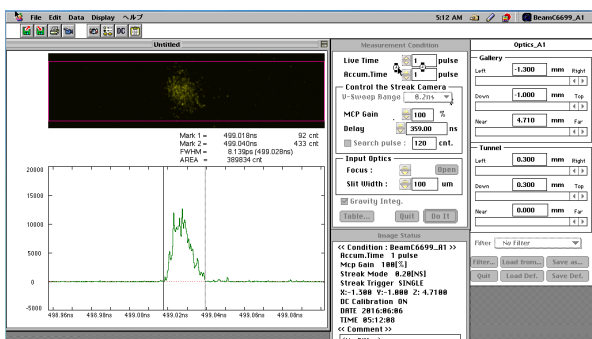 File Edit Data Display ヘルプ
5:12 AM
BeamC6699_A1
Untitled
Mark 1 = 499.018ns 92 cnt
Mark 2 = 499.040ns 433 cnt
FWHM = 8.139ps (499.028ns)
AREA = 389834 cnt
20000
15000
10000
5000
0
-5000
498.96ns 498.98ns 499.00ns 499.02ns 499.04ns 499.06ns 499.08ns
Measurement Condition
Live Time 1 pulse
Accum.Time 1 pulse
Control the Streak Camera
V-Sweep Range 0.2ns
MCP Gain 100 %
Delay 359.00 ns
Search pulse : 120 cnt.
Input Optics
Focus : Open
Slit Width : 100 um
Gravity Integ.
Table... Quit Do It
Image Status
<< Condition : BeamC6699_A1 >>
Accum.Time 1 pulse
Mcp Gain 100[%]
Streak Mode 0.20[NS]
Streak Trigger SINGLE
X:-1.300 Y:-1.000 Z: 4.7100
DC Calibration ON
DATE 2016:06:06
TIME 05:12:08
<< Comment >>
Optics_A1
Gallery
Left -1.300 mm Right
Down -1.000 mm Top
Near 4.710 mm Far
Tunnel
Left 0.300 mm Right
Down 0.300 mm Top
Near 0.000 mm Far
Filter No Filter
Filter... Load from... Save as...
Quit Load Def. Save Def.